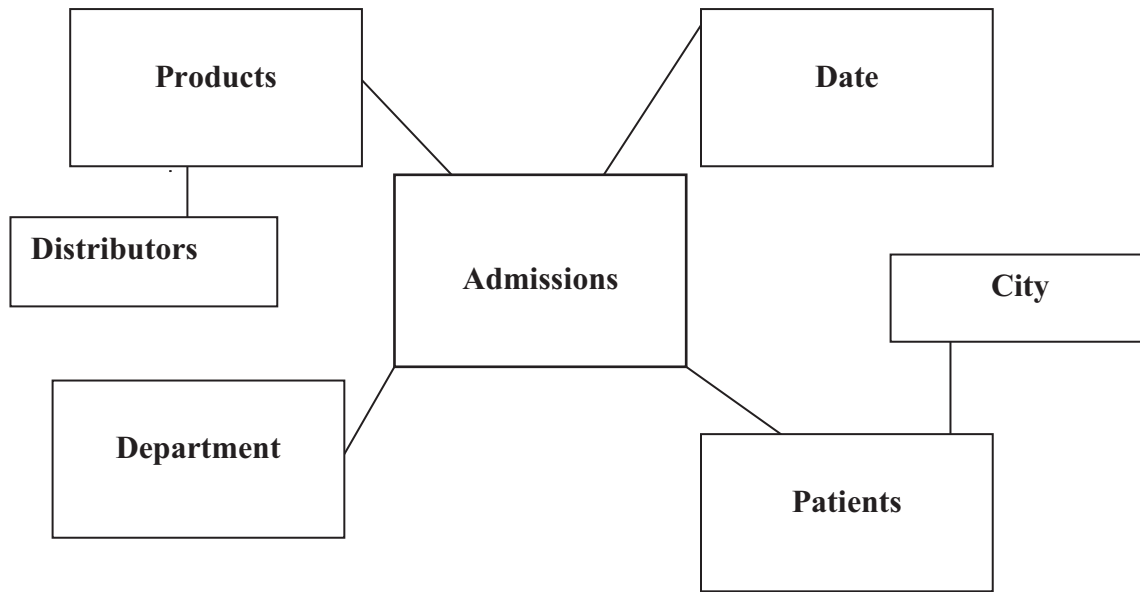 Products
Date
Distributors
Admissions
City
Department
Patients